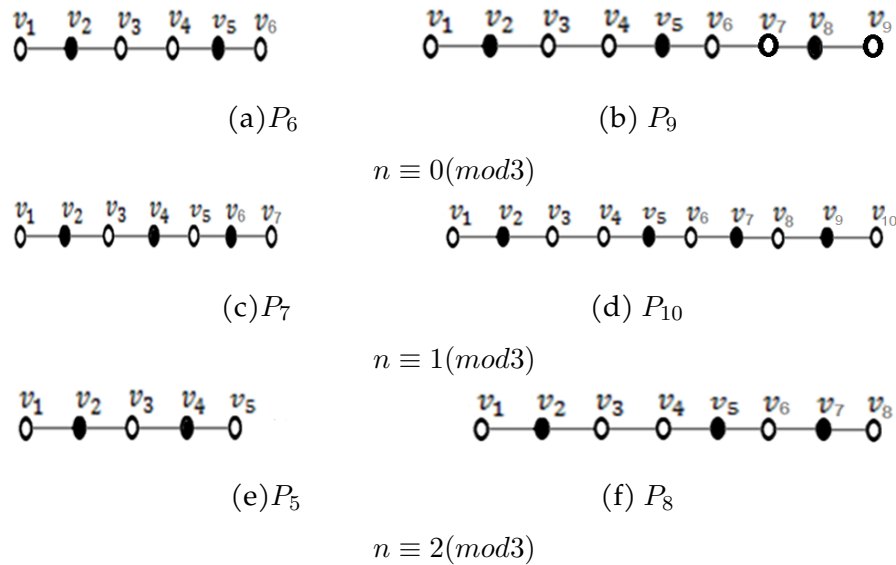 v₁ v₂ v₃ v₄ v₅ v₆ v₁ v₂ v₃ v₄ v₅ v₆ v₇ v₈ v₉
(a)P₆ (b) P₉
n ≡ 0(mod3)
v₁ v₂ v₃ v₄ v₅ v₆ v₇ v₁ v₂ v₃ v₄ v₅ v₆ v₇ v₈ v₉ v₁₀
(c)P₇ (d) P₁₀
n ≡ 1(mod3)
v₁ v₂ v₃ v₄ v₅ v₁ v₂ v₃ v₄ v₅ v₆ v₇ v₈
(e)P₅ (f) P₈
n ≡ 2(mod3)